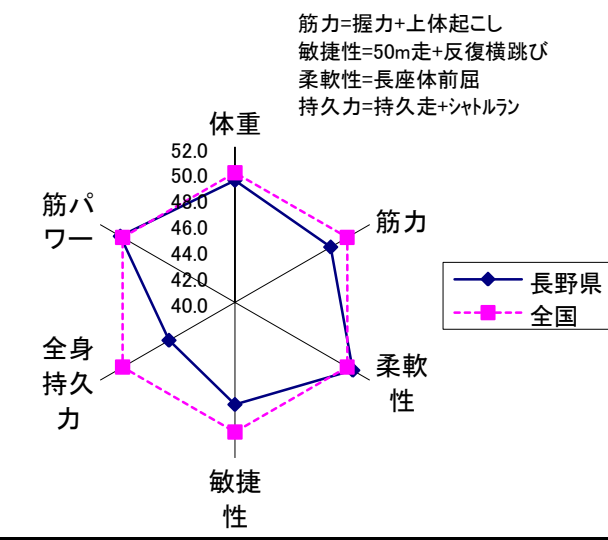 筋力=握力+上体起こし
敏捷性=50m走+反復横跳び
柔軟性=長座体前屈
持久力=持久走+シャトルラン
体重
52.0
50.0
48.0
46.0
44.0
42.0
40.0
筋力
柔軟
性
敏捷
性
全身
持久
力
筋パ
ワー
長野県
全国